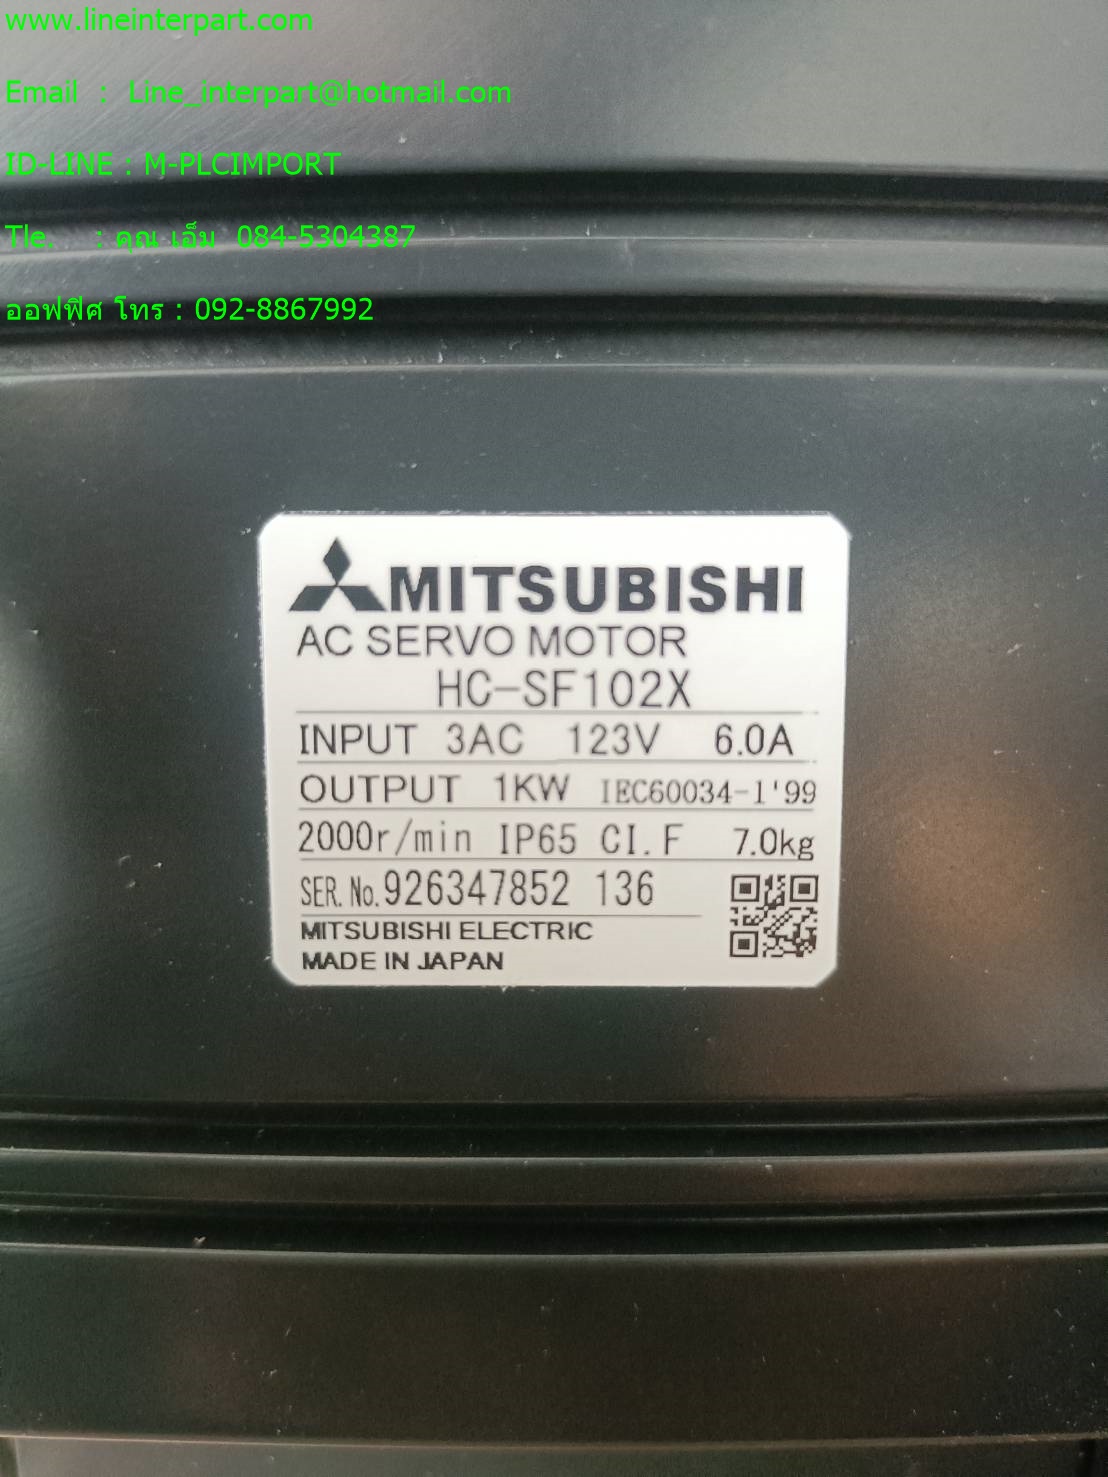 www.lineinterpart.com
Email : Line_interpart@hotmail.com
ID-LINE : M-PLCIMPORT
Tle. : คุณ เอ็ม 084-5304387
ออฟฟิศ โทร : 092-8867992
MITSUBISHI
AC SERVO MOTOR
HC-SF102X
INPUT 3AC 123V 6.0A
OUTPUT 1KW IEC60034-1'99
2000r/min IP65 CI.F 7.0kg
SER.No.926347852 136
MITSUBISHI ELECTRIC
MADE IN JAPAN